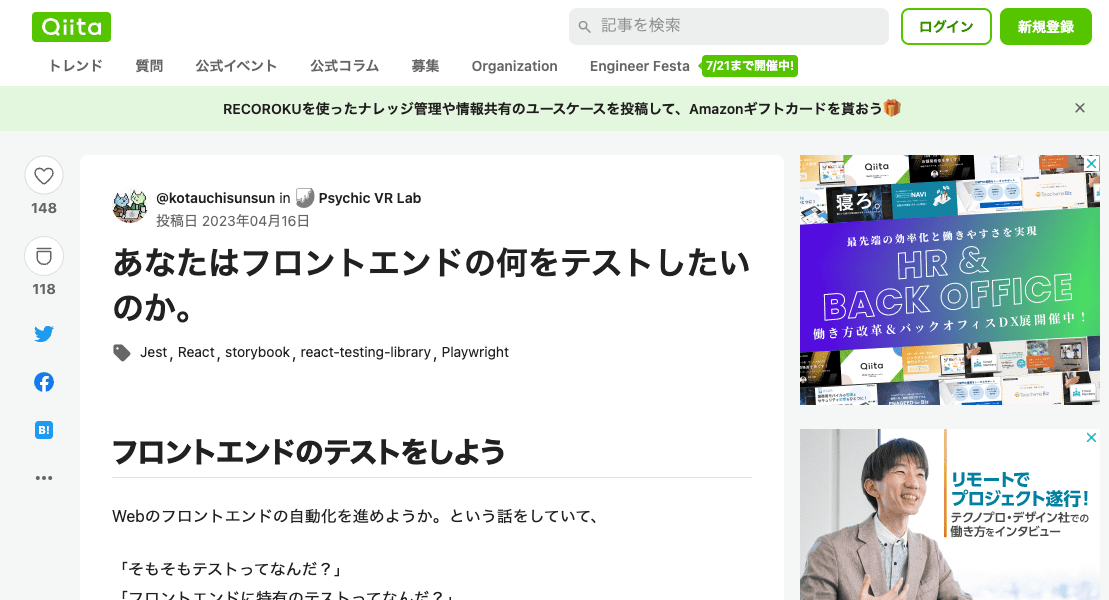 Qiita
記事を検索
ログイン
新規登録
トレンド 質問 公式イベント 公式コラム 募集 Organization Engineer Festa 7/21まで開催中!
RECOROKUを使ったナレッジ管理や情報共有のユースケースを投稿して、Amazonギフトカードを貰おう🎁
148
118
B!
@kotauchisunsun in Psychic VR Lab
投稿日 2023年04月16日
あなたはフロントエンドの何をテストしたい
のか。
Jest, React, storybook, react-testing-library, Playwright
フロントエンドのテストをしよう
Webのフロントエンドの自動化を進めようか。という話をしていて、
「そもそもテストってなんだ？」
「フロントエンドに特有のテストってなんだ？」
Qiita
寝ろ。
NAVI
最先端の効率化と働きやすさを実現
HR &
BACK OFFICE
働き方改革&バックオフィスDX展開催中！
Qiita
リモートで
プロジェクト遂行!
テクノプロ・デザイン社での
働き方をインタビュー